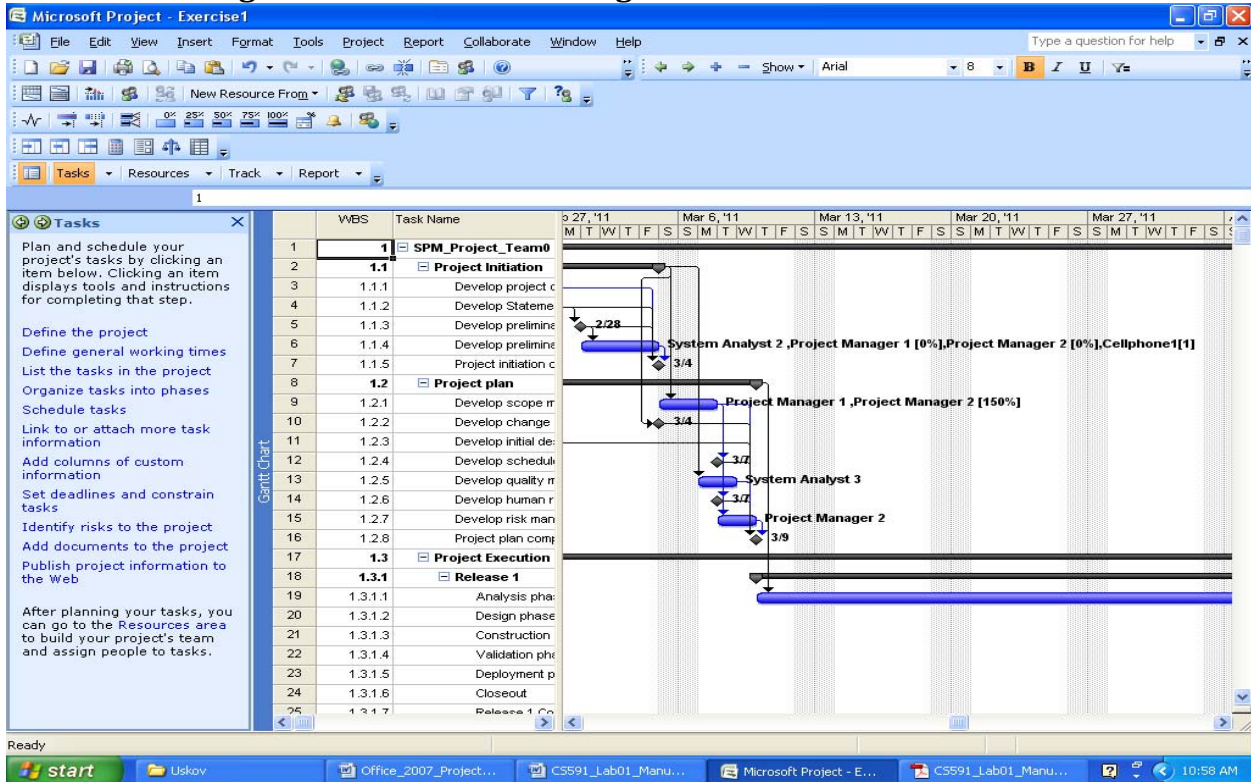 Microsoft Project - Exercise1
File Edit View Insert Format Tools Project Report Collaborate Window Help Type a question for help
Show Arial 8 B I U
New Resource From
0% 25% 50% 75% 100%
Tasks Resources Track Report
1
Tasks
Plan and schedule your
project's tasks by clicking an
item below. Clicking an item
displays tools and instructions
for completing that step.
Define the project
Define general working times
List the tasks in the project
Organize tasks into phases
Schedule tasks
Link to or attach more task
information
Add columns of custom
information
Set deadlines and constrain
tasks
Identify risks to the project
Add documents to the project
Publish project information to
the Web
After planning your tasks, you
can go to the Resources area
to build your project's team
and assign people to tasks.
Gantt Chart
WBS Task Name 27, '11 Mar 6, '11 Mar 13, '11 Mar 20, '11 Mar 27, '11
M T W T F S S M T W T F S S M T W T F S S M T W T F S S M T W T F S
1 1 SPM_Project_Team0
2 1.1 Project Initiation
3 1.1.1 Develop project c
4 1.1.2 Develop Stateme
5 1.1.3 Develop prelimina 2/28
6 1.1.4 Develop prelimina System Analyst 2 ,Project Manager 1 [0%],Project Manager 2 [0%],Cellphone1[1]
7 1.1.5 Project initiation c 3/4
8 1.2 Project plan
9 1.2.1 Develop scope m Project Manager 1 ,Project Manager 2 [150%]
10 1.2.2 Develop change 3/4
11 1.2.3 Develop initial de
12 1.2.4 Develop schedul 3/7
13 1.2.5 Develop quality m System Analyst 3
14 1.2.6 Develop human r 3/7
15 1.2.7 Develop risk man Project Manager 2
16 1.2.8 Project plan comp 3/9
17 1.3 Project Execution
18 1.3.1 Release 1
19 1.3.1.1 Analysis pha
20 1.3.1.2 Design phase
21 1.3.1.3 Construction
22 1.3.1.4 Validation pha
23 1.3.1.5 Deployment p
24 1.3.1.6 Closeout
25 1.3.1.7 Release 1 Co
Ready
start Uskov Office_2007_Project... CS591_Lab01_Manu... Microsoft Project - E... CS591_Lab01_Manu... 10:58 AM